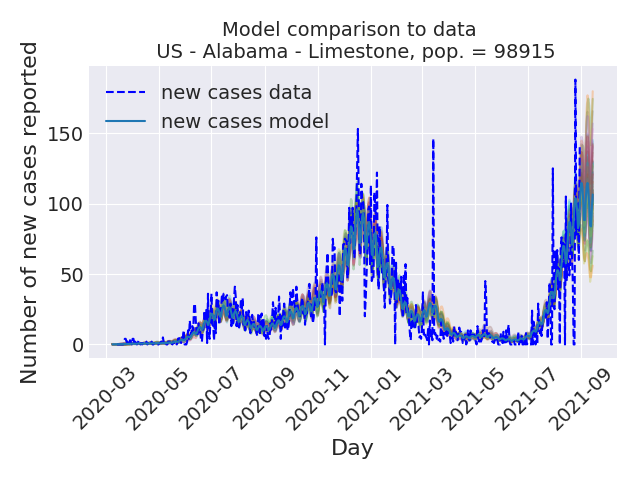 Model comparison to data
US - Alabama - Limestone, pop. = 98915
new cases data
new cases model
Number of new cases reported
150
100
50
0
2020-03
2020-05
2020-07
2020-09
2020-11
2021-01
2021-03
2021-05
2021-07
2021-09
Day